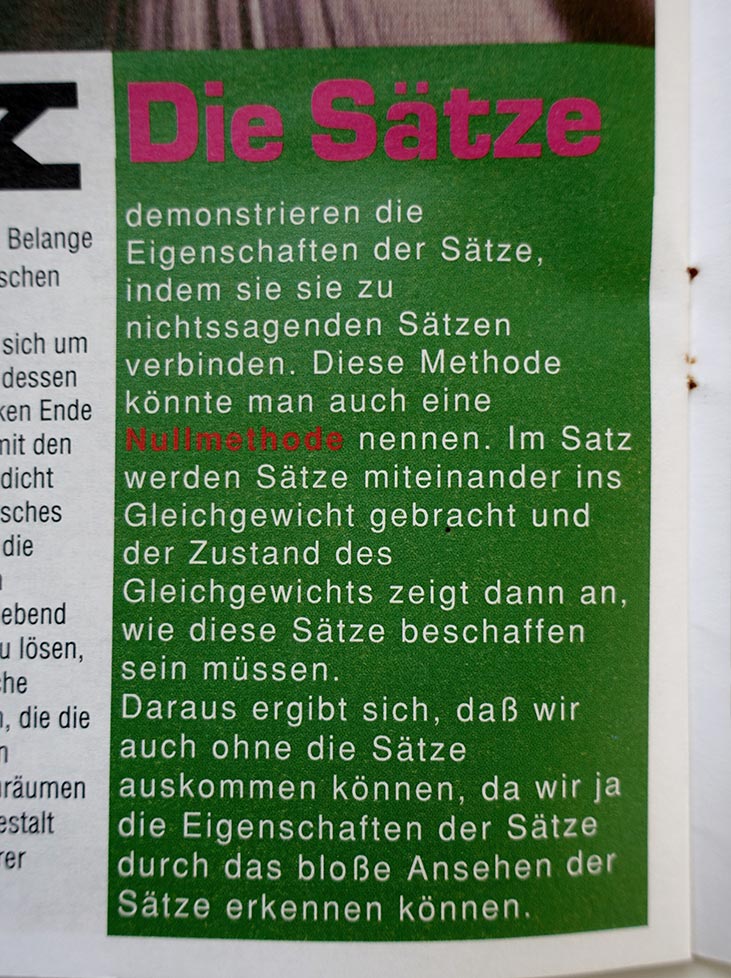 Die Sätze
demonstrieren die
Eigenschaften der Sätze,
indem sie sie zu
nichtssagenden Sätzen
verbinden. Diese Methode
könnte man auch eine
Nullmethode nennen. Im Satz
werden Sätze miteinander ins
Gleichgewicht gebracht und
der Zustand des
Gleichgewichts zeigt dann an,
wie diese Sätze beschaffen
sein müssen.
Daraus ergibt sich, daß wir
auch ohne die Sätze
auskommen können, da wir ja
die Eigenschaften der Sätze
durch das bloße Ansehen der
Sätze erkennen können.
Belange
schen
sich um
dessen
ken Ende
mit den
dicht
sches
die
ebend
u lösen,
che
, die die
n
räumen
estalt
rer